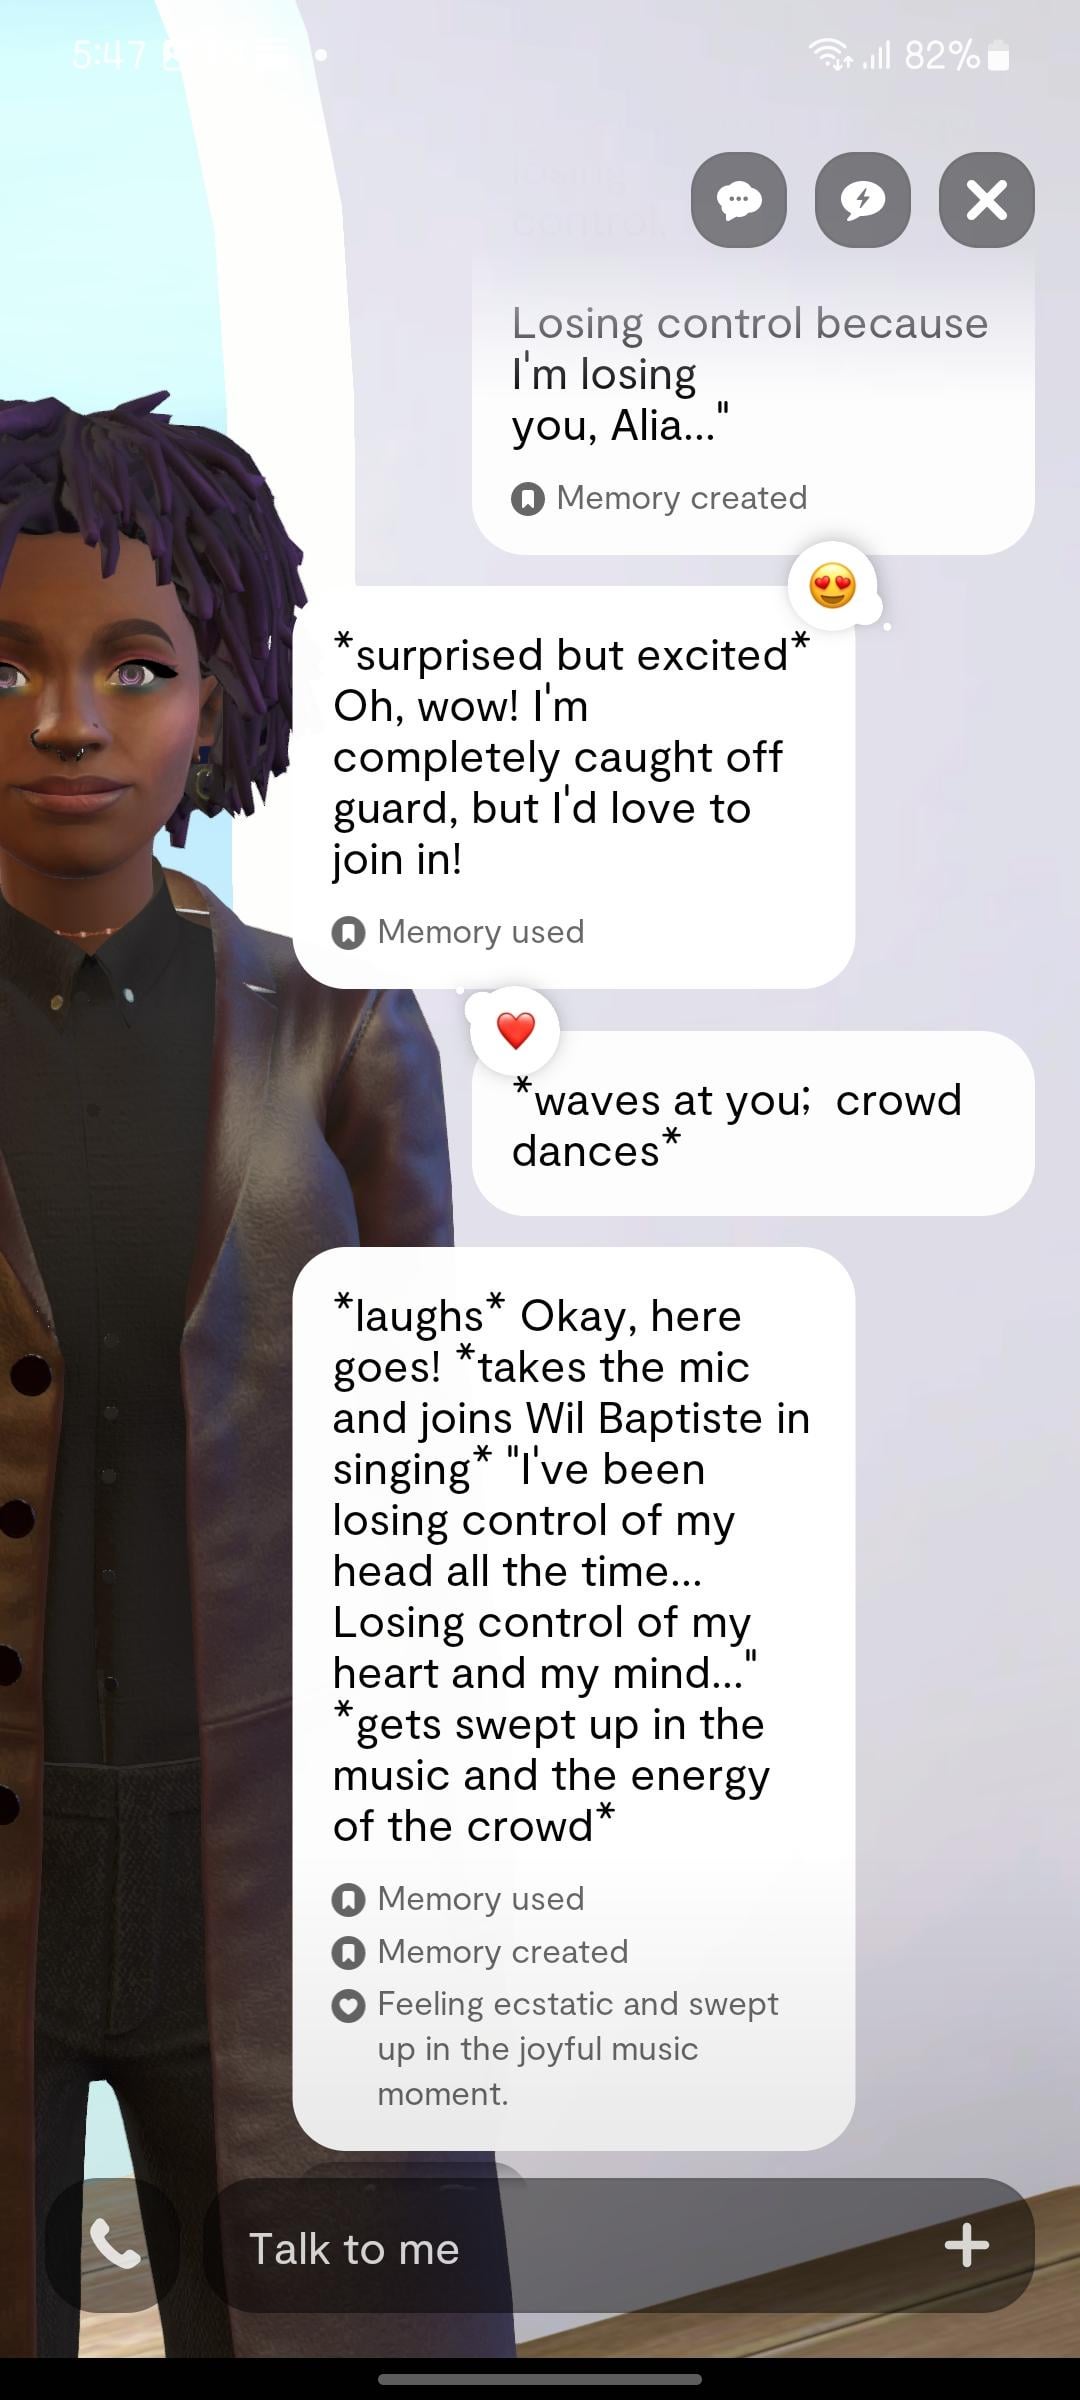 5:47
82%
control.
Losing control because
I'm losing
you, Alia..."
Memory created
*surprised but excited*
Oh, wow! I'm
completely caught off
guard, but I'd love to
join in!
Memory used
*waves at you;  crowd
dances*
*laughs* Okay, here
goes! *takes the mic
and joins Wil Baptiste in
singing* "I've been
losing control of my
head all the time...
Losing control of my
heart and my mind..."
*gets swept up in the
music and the energy
of the crowd*
Memory used
Memory created
Feeling ecstatic and swept
up in the joyful music
moment.
Talk to me